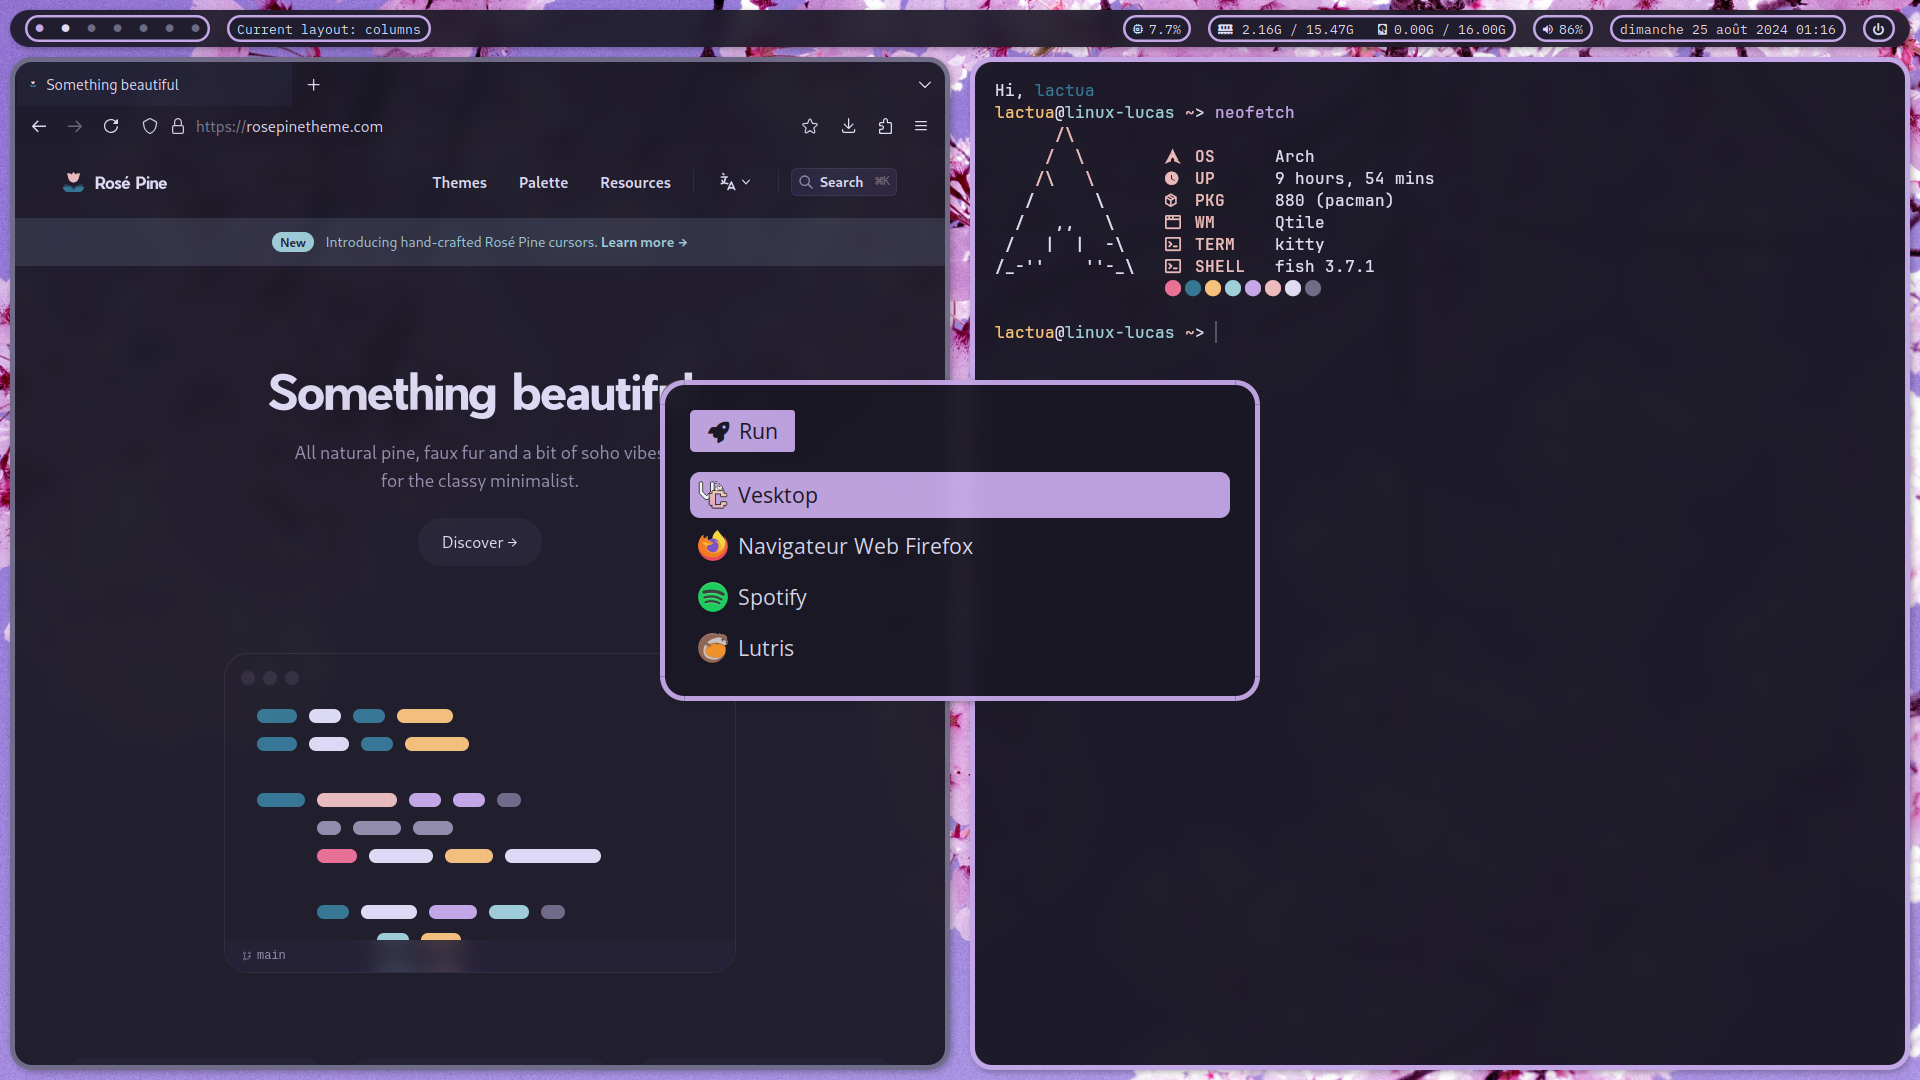 Current layout: columns
7.7%
2.16G / 15.47G
0.00G / 16.00G
86%
dimanche 25 août 2024 01:16
Something beautiful
https://rosepinetheme.com
Rosé Pine
Themes
Palette
Resources
Search ⌘K
New
Introducing hand-crafted Rosé Pine cursors. Learn more →
Something beautiful
All natural pine, faux fur and a bit of soho vibes
for the classy minimalist.
Discover →
main
Hi, lactua
lactua@linux-lucas ~> neofetch
OS Arch
UP 9 hours, 54 mins
PKG 880 (pacman)
WM Qtile
TERM kitty
SHELL fish 3.7.1
lactua@linux-lucas ~>
Run
Vesktop
Navigateur Web Firefox
Spotify
Lutris